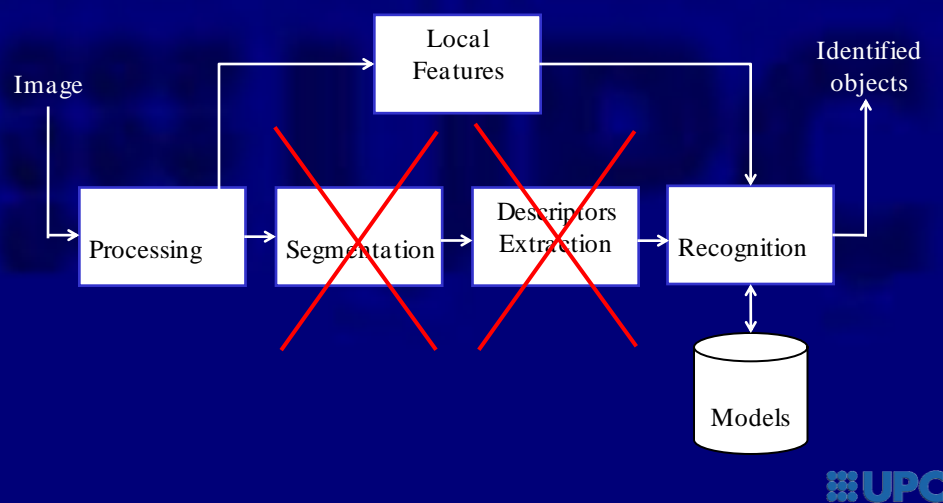 Local
Features
Image
Identified
objects
Processing
Segmentation
Descriptors
Extraction
Recognition
Models
UPC